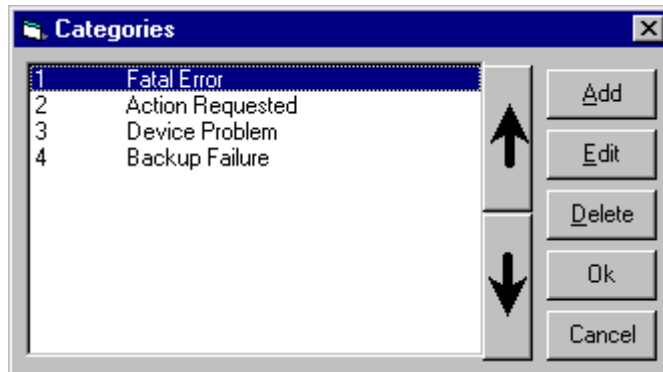 Categories
1 Fatal Error
2 Action Requested
3 Device Problem
4 Backup Failure
Add
Edit
Delete
Ok
Cancel